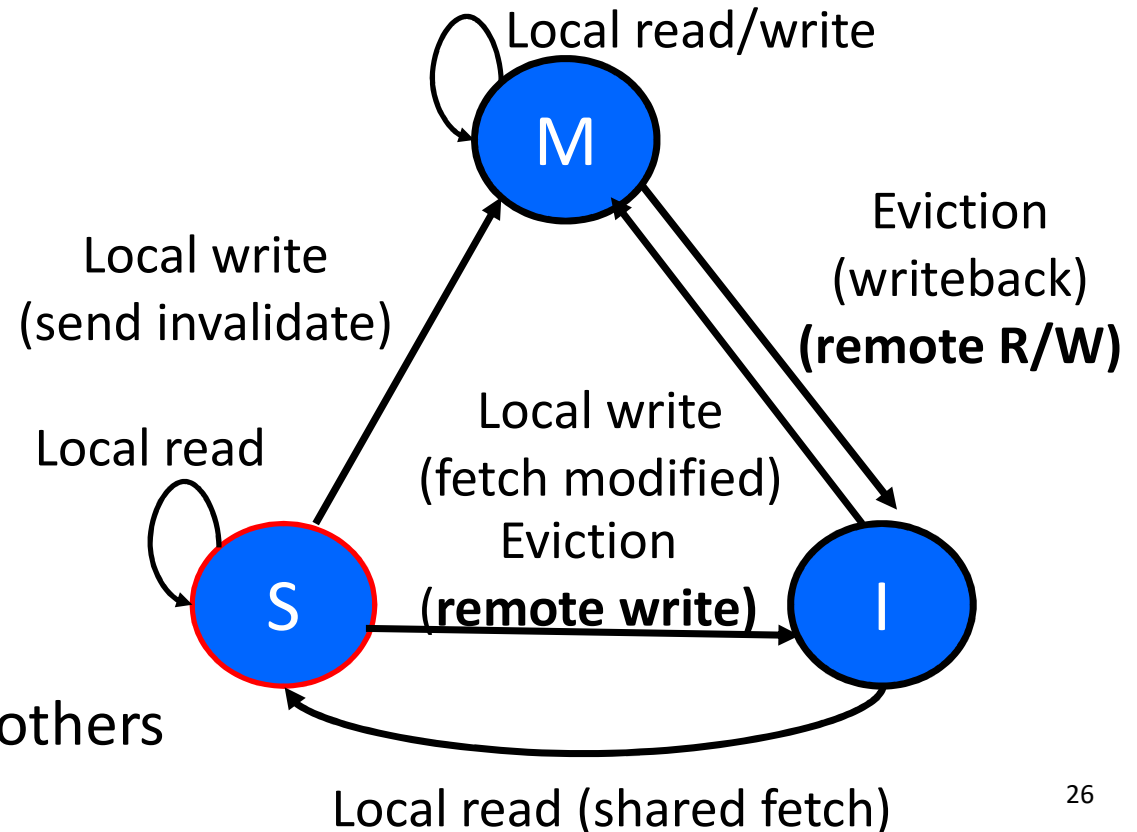 Local read/write
M
Eviction
(writeback)
(remote R/W)
Local write
(send invalidate)
Local write
(fetch modified)
Local read
Eviction
(remote write)
S
I
others
Local read (shared fetch)
26